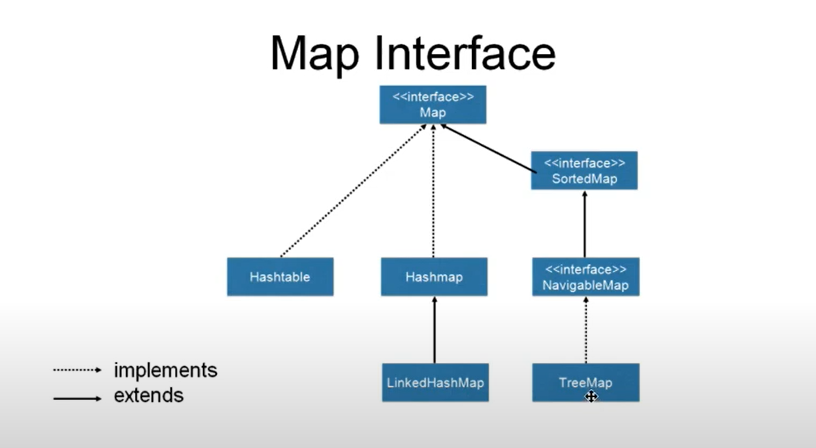 Map Interface
<<interface>>
Map
<<interface>>
SortedMap
Hashtable
Hashmap
<<interface>>
NavigableMap
LinkedHashMap
TreeMap
implements
extends